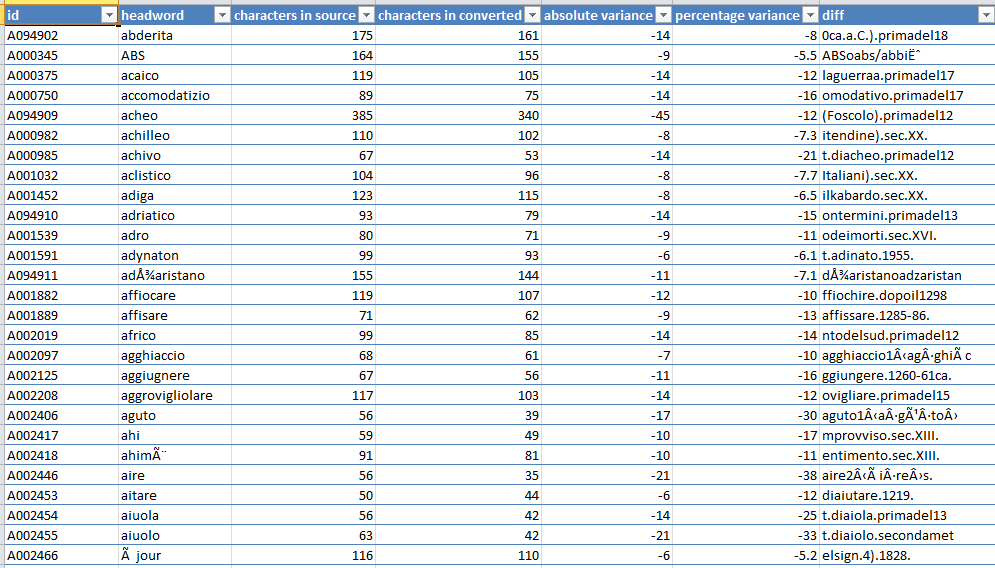 id headword characters in source characters in converted absolute variance percentage variance diff
A094902 abderita 175 161 -14 -8 0ca.a.C.).primadel18
A000345 ABS 164 155 -9 -5.5 ABSoabs/abbiËˆ
A000375 acaico 119 105 -14 -12 laguerraa.primadel17
A000750 accomodatizio 89 75 -14 -16 omodativo.primadel17
A094909 acheo 385 340 -45 -12 (Foscolo).primadel12
A000982 achilleo 110 102 -8 -7.3 itendine).sec.XX.
A000985 achivo 67 53 -14 -21 t.diacheo.primadel12
A001032 aclistico 104 96 -8 -7.7 Italiani).sec.XX.
A001452 adiga 123 115 -8 -6.5 ilkabardo.sec.XX.
A094910 adriatico 93 79 -14 -15 ontermini.primadel13
A001539 adro 80 71 -9 -11 odeimorti.sec.XVI.
A001591 adynaton 99 93 -6 -6.1 t.adinato.1955.
A094911 adÅ¾aristano 155 144 -11 -7.1 dÅ¾aristanoadzaristan
A001882 affiocare 119 107 -12 -10 ffiochire.dopoil1298
A001889 affisare 71 62 -9 -13 affissare.1285-86.
A002019 africo 99 85 -14 -14 ntodelsud.primadel12
A002097 agghiaccio 68 61 -7 -10 agghiaccio1Â‹agÂ·ghiÃ c
A002125 aggiugnere 67 56 -11 -16 ggiungere.1260-61ca.
A002208 aggrovigliolare 117 103 -14 -12 ovigliare.primadel15
A002406 aguto 56 39 -17 -30 aguto1Â‹aÂ·gÃ¹Â·toÂ›
A002417 ahi 59 49 -10 -17 mprovviso.sec.XIII.
A002418 ahimÃ¨ 91 81 -10 -11 entimento.sec.XIII.
A002446 aire 56 35 -21 -38 aire2Â‹Ã iÂ·reÂ›s.
A002453 aitare 50 44 -6 -12 diaiutare.1219.
A002454 aiuola 56 42 -14 -25 t.diaiola.primadel13
A002455 aiuolo 63 42 -21 -33 t.diaiolo.secondamet
A002466 Ã jour 116 110 -6 -5.2 elsign.4).1828.